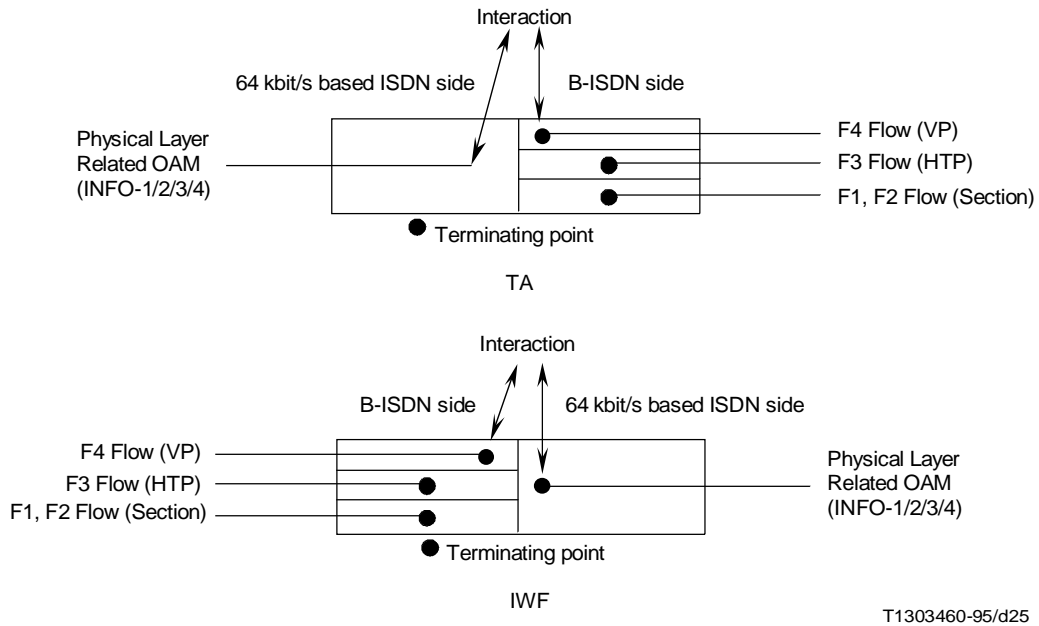 Interaction
64 kbit/s based ISDN side
B-ISDN side
Physical Layer
Related OAM
(INFO-1/2/3/4)
F4 Flow (VP)
F3 Flow (HTP)
F1, F2 Flow (Section)
Terminating point
TA
Interaction
B-ISDN side
64 kbit/s based ISDN side
F4 Flow (VP)
F3 Flow (HTP)
F1, F2 Flow (Section)
Physical Layer
Related OAM
(INFO-1/2/3/4)
Terminating point
IWF
T1303460-95/d25